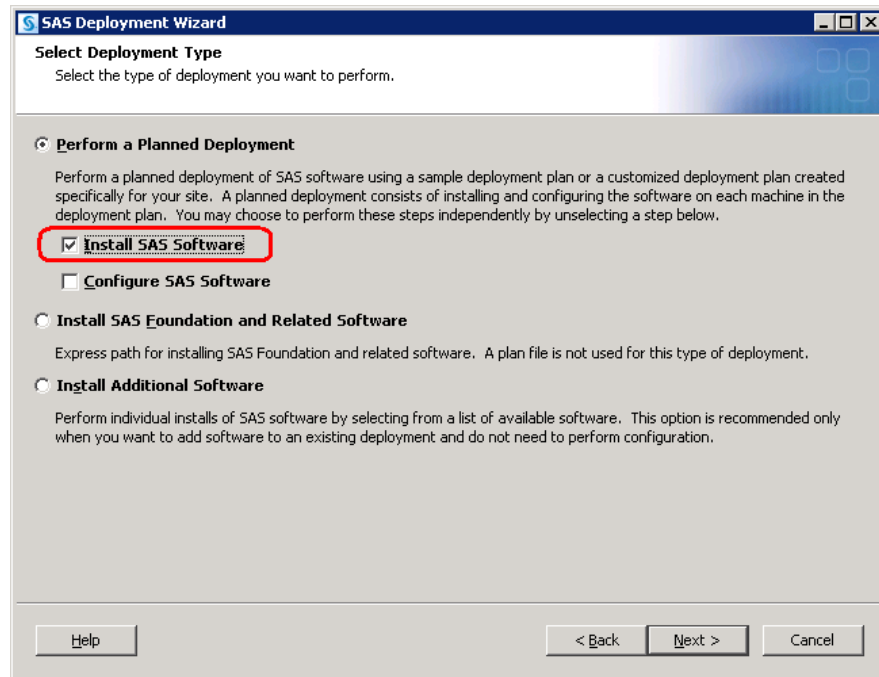 SAS Deployment Wizard
Select Deployment Type
Select the type of deployment you want to perform.
Perform a Planned Deployment
Perform a planned deployment of SAS software using a sample deployment plan or a customized deployment plan created
specifically for your site. A planned deployment consists of installing and configuring the software on each machine in the
deployment plan. You may choose to perform these steps independently by unselecting a step below.
Install SAS Software
Configure SAS Software
Install SAS Foundation and Related Software
Express path for installing SAS Foundation and related software. A plan file is not used for this type of deployment.
Install Additional Software
Perform individual installs of SAS software by selecting from a list of available software. This option is recommended only
when you want to add software to an existing deployment and do not need to perform configuration.
Help
< Back
Next >
Cancel